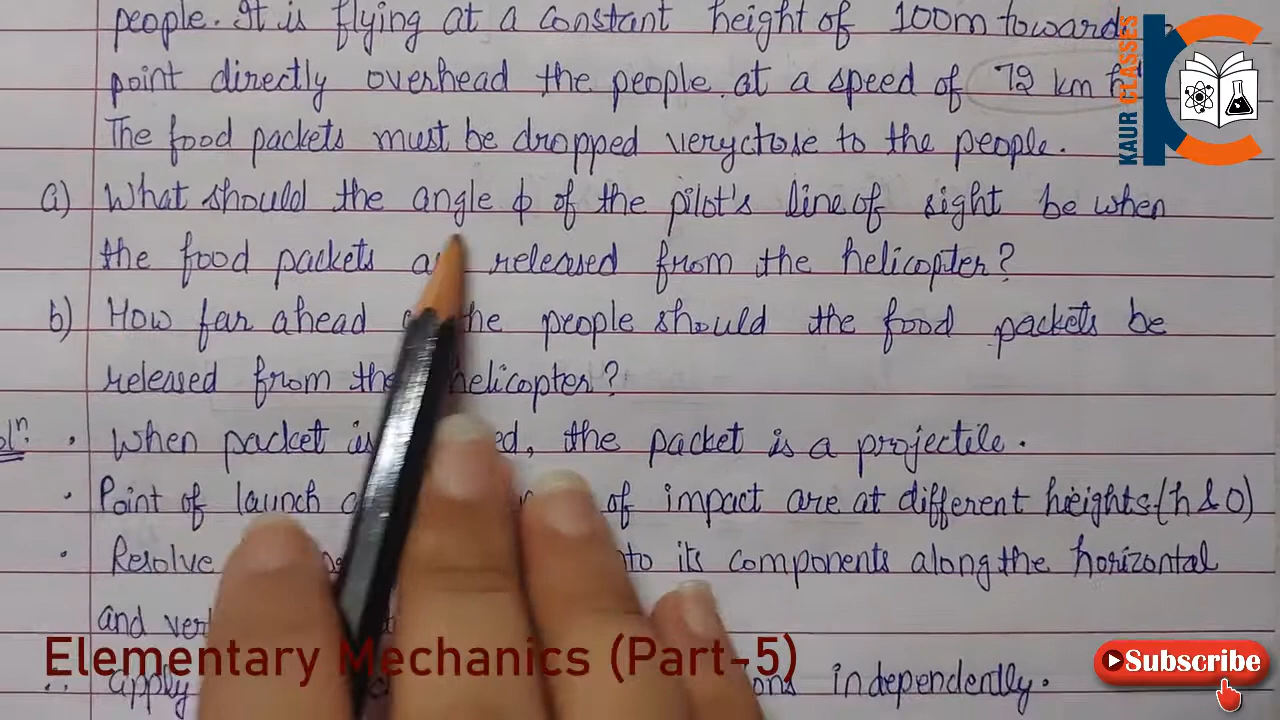 people. It is flying at a constant height of 100m toward
point directly overhead the people at a speed of 72 km h
The food packets must be dropped very close to the people.
a) What should the angle ϕ of the pilot's line of sight be when
the food packets released from the helicopter?
b) How far ahead the people should the food packets be
released from the helicopter?
When packet is the packet is a projectile.
Point of launch of impact are at different heights (h & 0)
Resolve its components along the horizontal
and
apply independently.
KAUR CLASSES
Elementary Mechanics (Part-5)
Subscribe